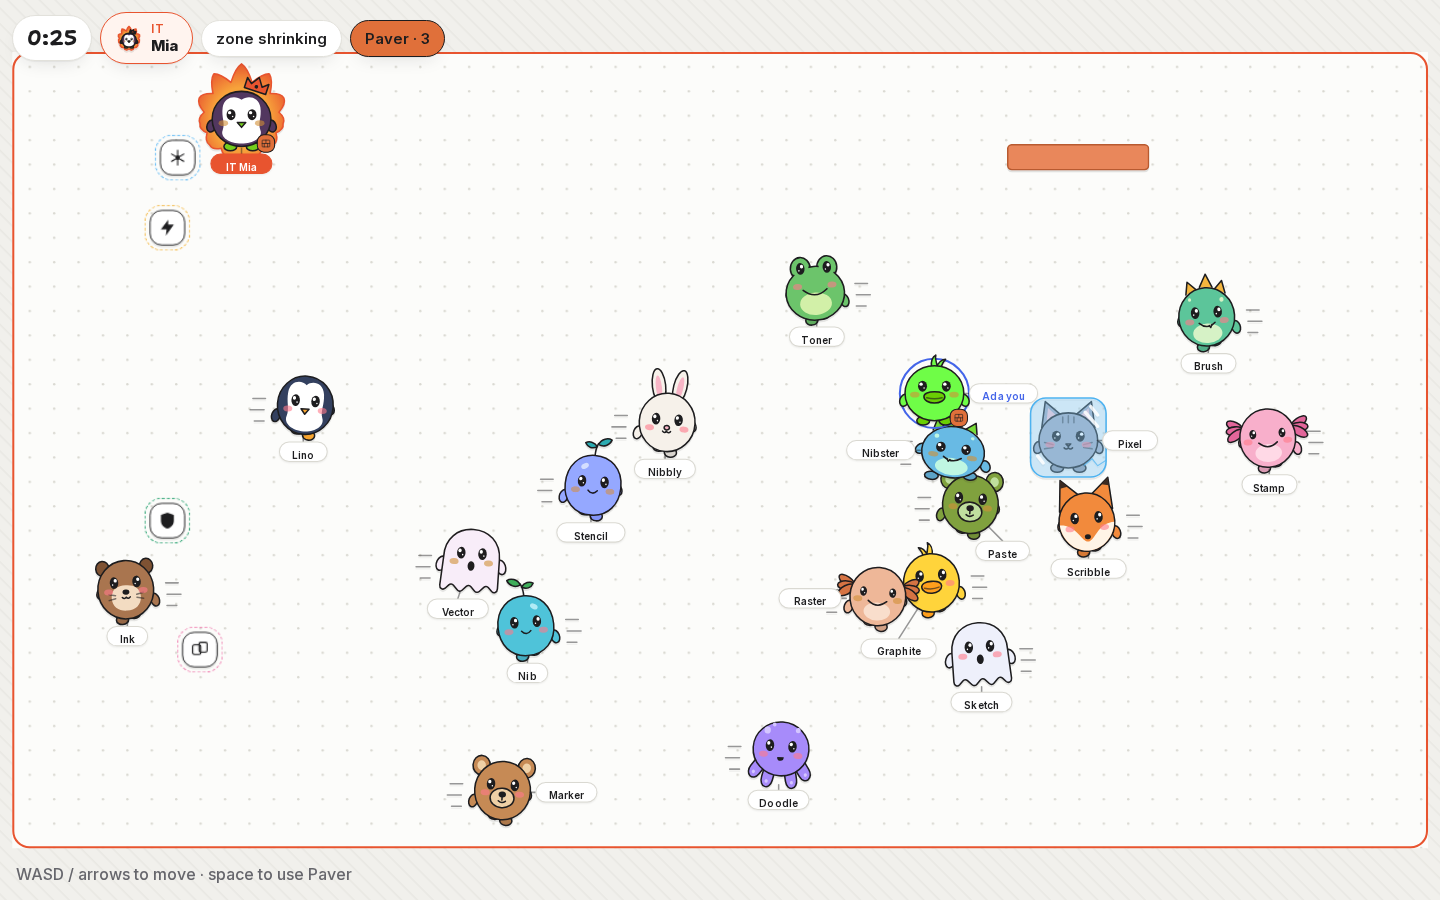 0:25
IT
Mia
zone shrinking
Paver · 3
IT Mia
Toner
Brush
Ada you
Pixel
Nibster
Lino
Nibbly
Stamp
Stencil
Paste
Scribble
Vector
Raster
Ink
Graphite
Nib
Sketch
Marker
Doodle
WASD / arrows to move · space to use Paver